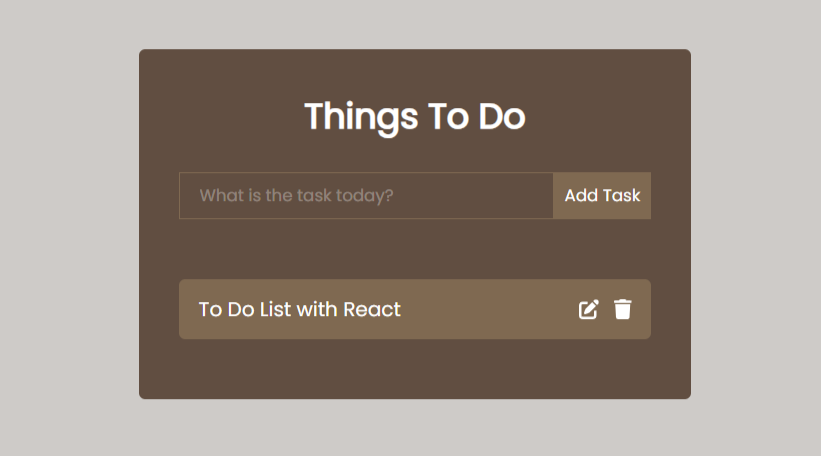 Things To Do
What is the task today?
Add Task
To Do List with React